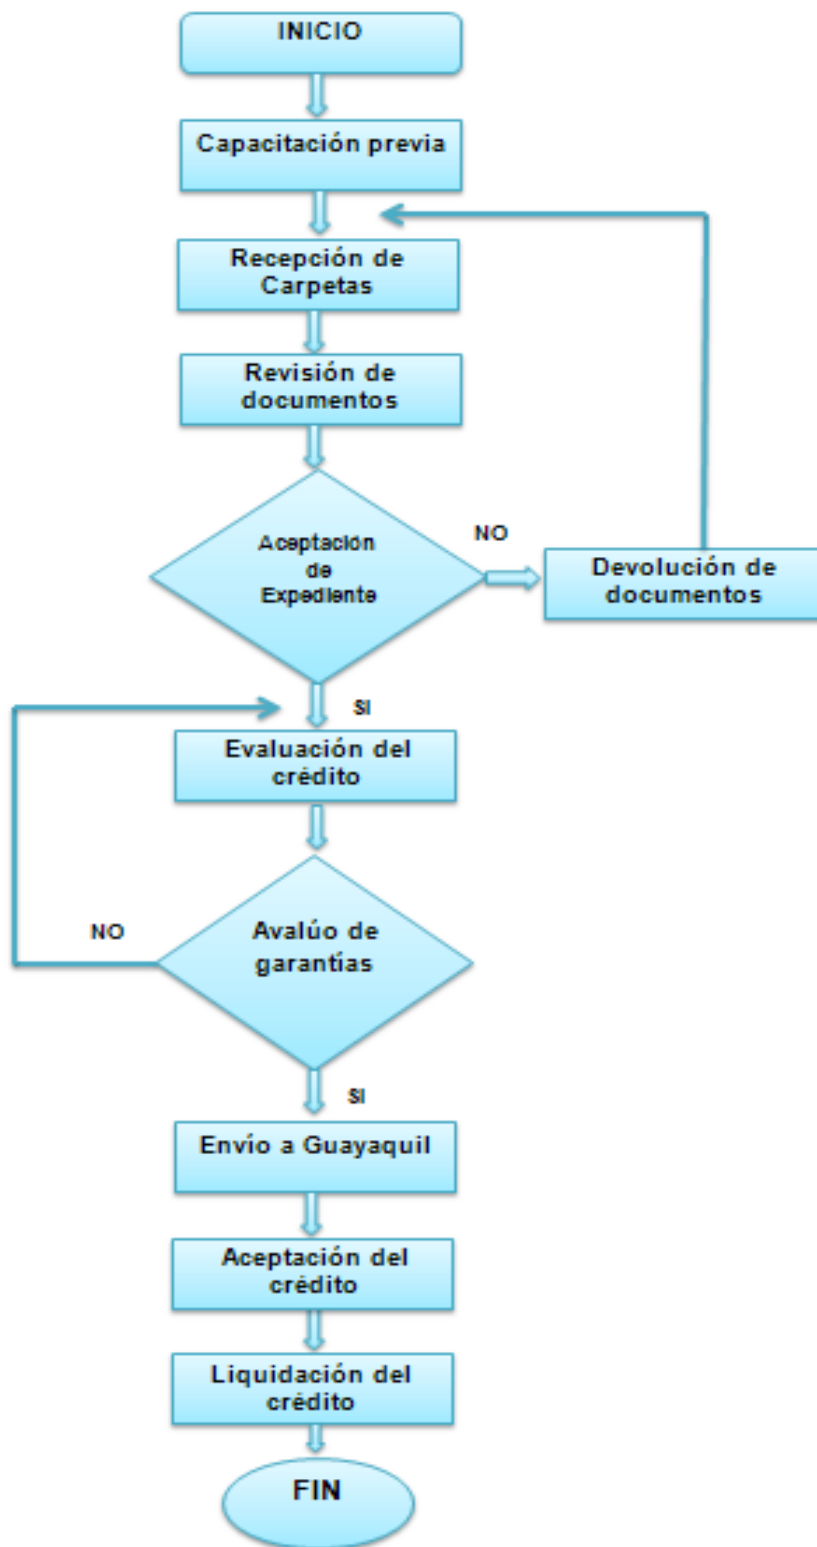 INICIO
Capacitación previa
Recepción de
Carpetas
Revisión de
documentos
Aceptación
de
Expediente
NO
Devolución de
documentos
SI
Evaluación del
crédito
NO
Avalúo de
garantías
SI
Envío a Guayaquil
Aceptación del
crédito
Liquidación del
crédito
FIN